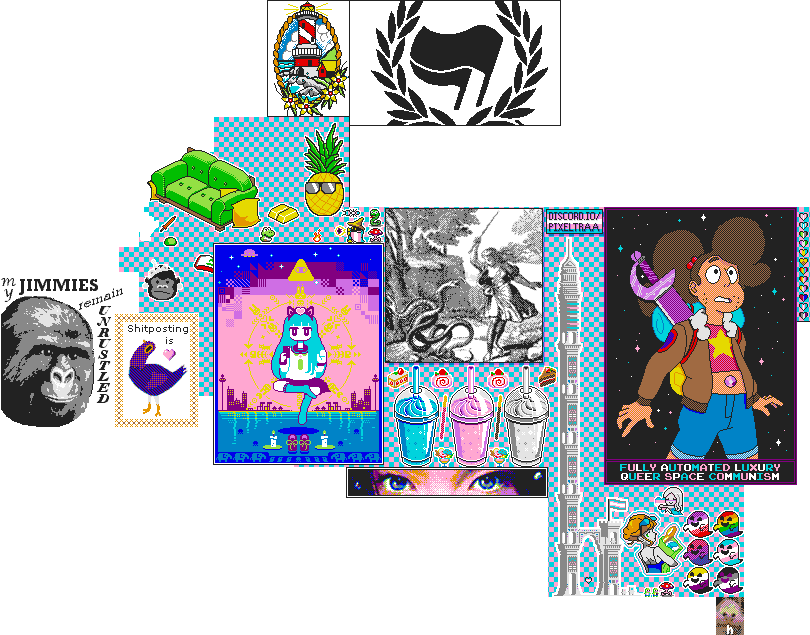 DISCORD.IO/
PIXELTRAA
my JIMMIES
remain
UNRUSTLED
Shitposting
is
FULLY AUTOMATED LUXURY
QUEER SPACE COMMUNISM
h